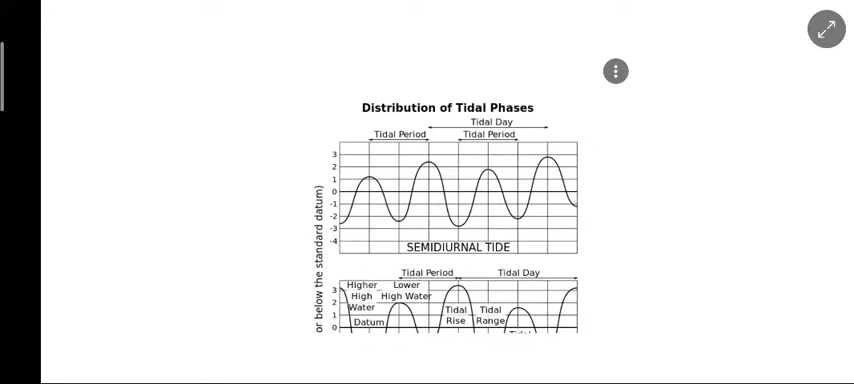 Distribution of Tidal Phases
Tidal Day
Tidal Period Tidal Period
3
2
1
0
-1
-2
-3
-4
SEMIDIURNAL TIDE
or below the standard datum)
Tidal Period Tidal Day
Higher Lower
3
High High Water
Water
2
Tidal Tidal
1
Datum Rise Range
0